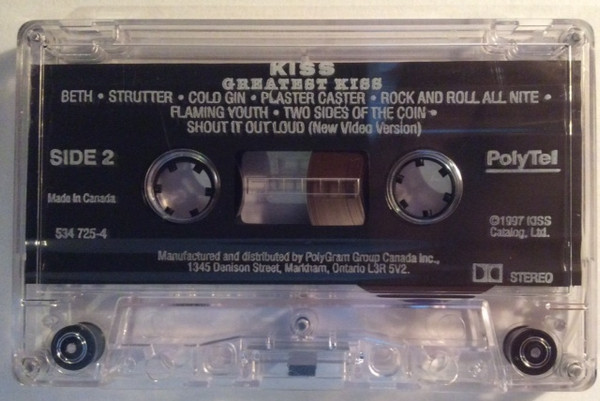 KISS
GREATEST KISS
BETH • STRUTTER • COLD GIN • PLASTER CASTER • ROCK AND ROLL ALL NITE •
FLAMING YOUTH • TWO SIDES OF THE COIN •
SHOUT IT OUT LOUD (New Video Version)
SIDE 2
PolyTel
Made in Canada
534 725-4
©1997 KISS
Catalog, Ltd.
Manufactured and distributed by PolyGram Group Canada Inc.,
1345 Denison Street, Markham, Ontario L3R 5V2.
STEREO